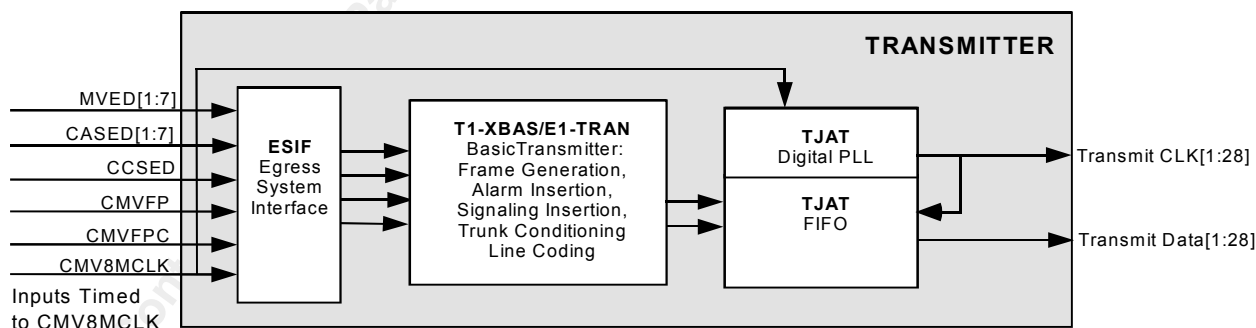 TRANSMITTER
MVED[1:7]
CASED[1:7]
CCSED
CMVFP
CMVFPC
CMV8MCLK
Inputs Timed
to CMV8MCLK
ESIF
Egress
System
Interface
T1-XBAS/E1-TRAN
BasicTransmitter:
Frame Generation,
Alarm Insertion,
Signaling Insertion,
Trunk Conditioning
Line Coding
TJAT
Digital PLL
TJAT
FIFO
Transmit CLK[1:28]
Transmit Data[1:28]